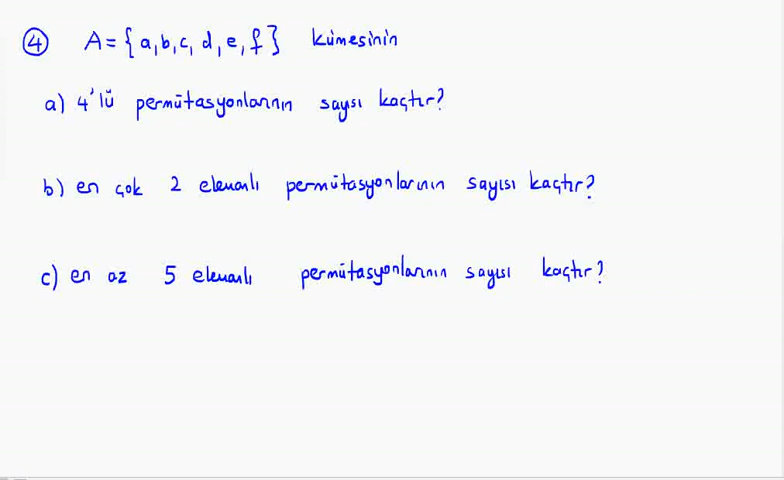 ④ A = {a, b, c, d, e, f} kümesinin
a) 4'lü permütasyonlarının sayısı kaçtır?
b) en çok 2 elemanlı permütasyonlarının sayısı kaçtır?
c) en az 5 elemanlı permütasyonlarının sayısı kaçtır?